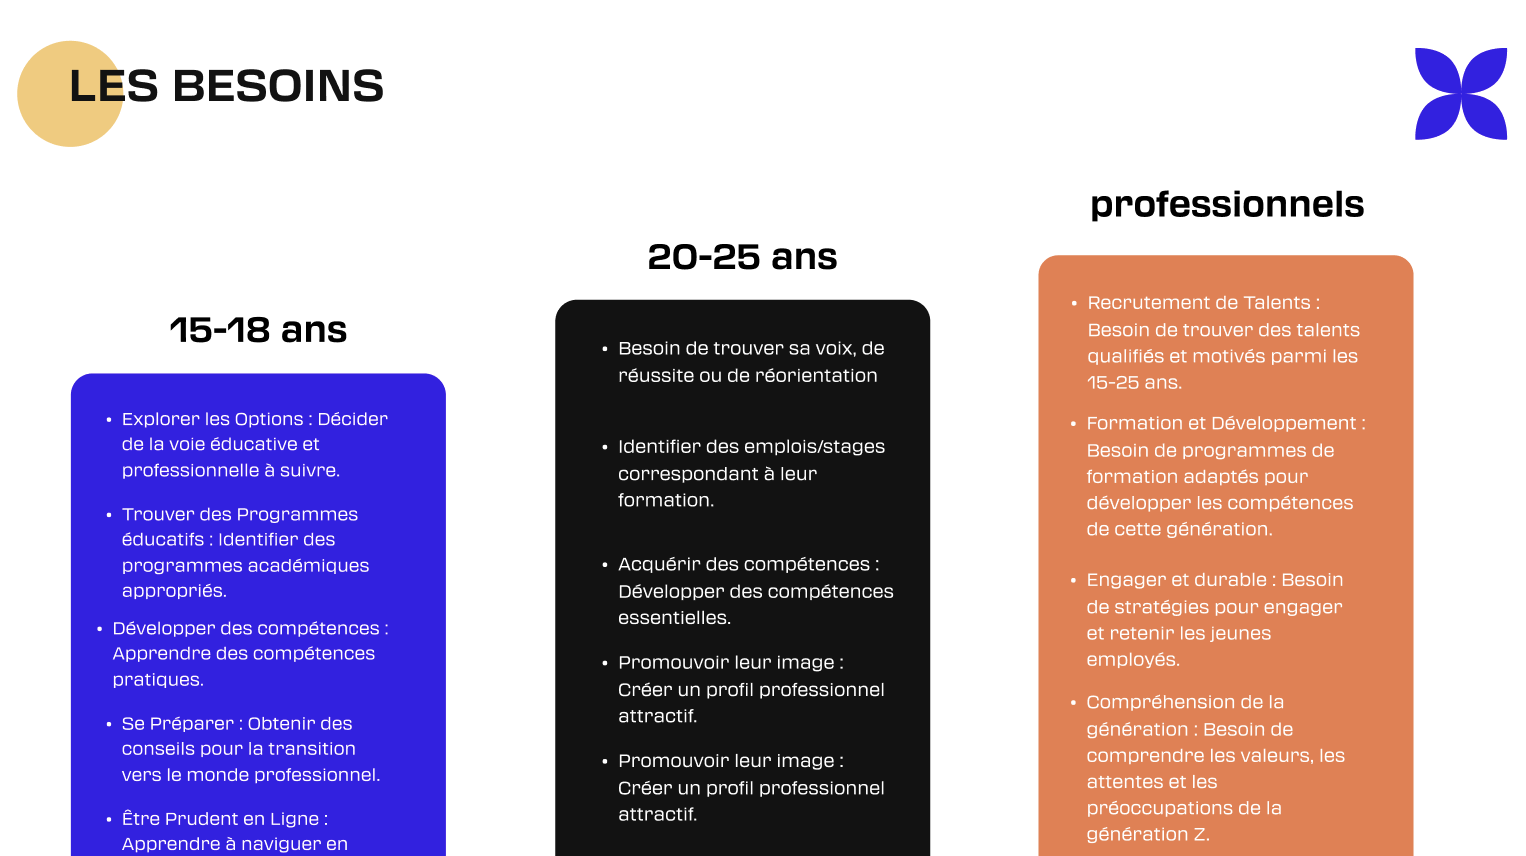 LES BESOINS
15-18 ans
• Explorer les Options : Décider
de la voie éducative et
professionnelle à suivre.
• Trouver des Programmes
éducatifs : Identifier des
programmes académiques
appropriés.
• Développer des compétences :
Apprendre des compétences
pratiques.
• Se Préparer : Obtenir des
conseils pour la transition
vers le monde professionnel.
• Être Prudent en Ligne :
Apprendre à naviguer en
20-25 ans
• Besoin de trouver sa voix, de
réussite ou de réorientation
• Identifier des emplois/stages
correspondant à leur
formation.
• Acquérir des compétences :
Développer des compétences
essentielles.
• Promouvoir leur image :
Créer un profil professionnel
attractif.
• Promouvoir leur image :
Créer un profil professionnel
attractif.
professionnels
• Recrutement de Talents :
Besoin de trouver des talents
qualifiés et motivés parmi les
15-25 ans.
• Formation et Développement :
Besoin de programmes de
formation adaptés pour
développer les compétences
de cette génération.
• Engager et durable : Besoin
de stratégies pour engager
et retenir les jeunes
employés.
• Compréhension de la
génération : Besoin de
comprendre les valeurs, les
attentes et les
préoccupations de la
génération Z.